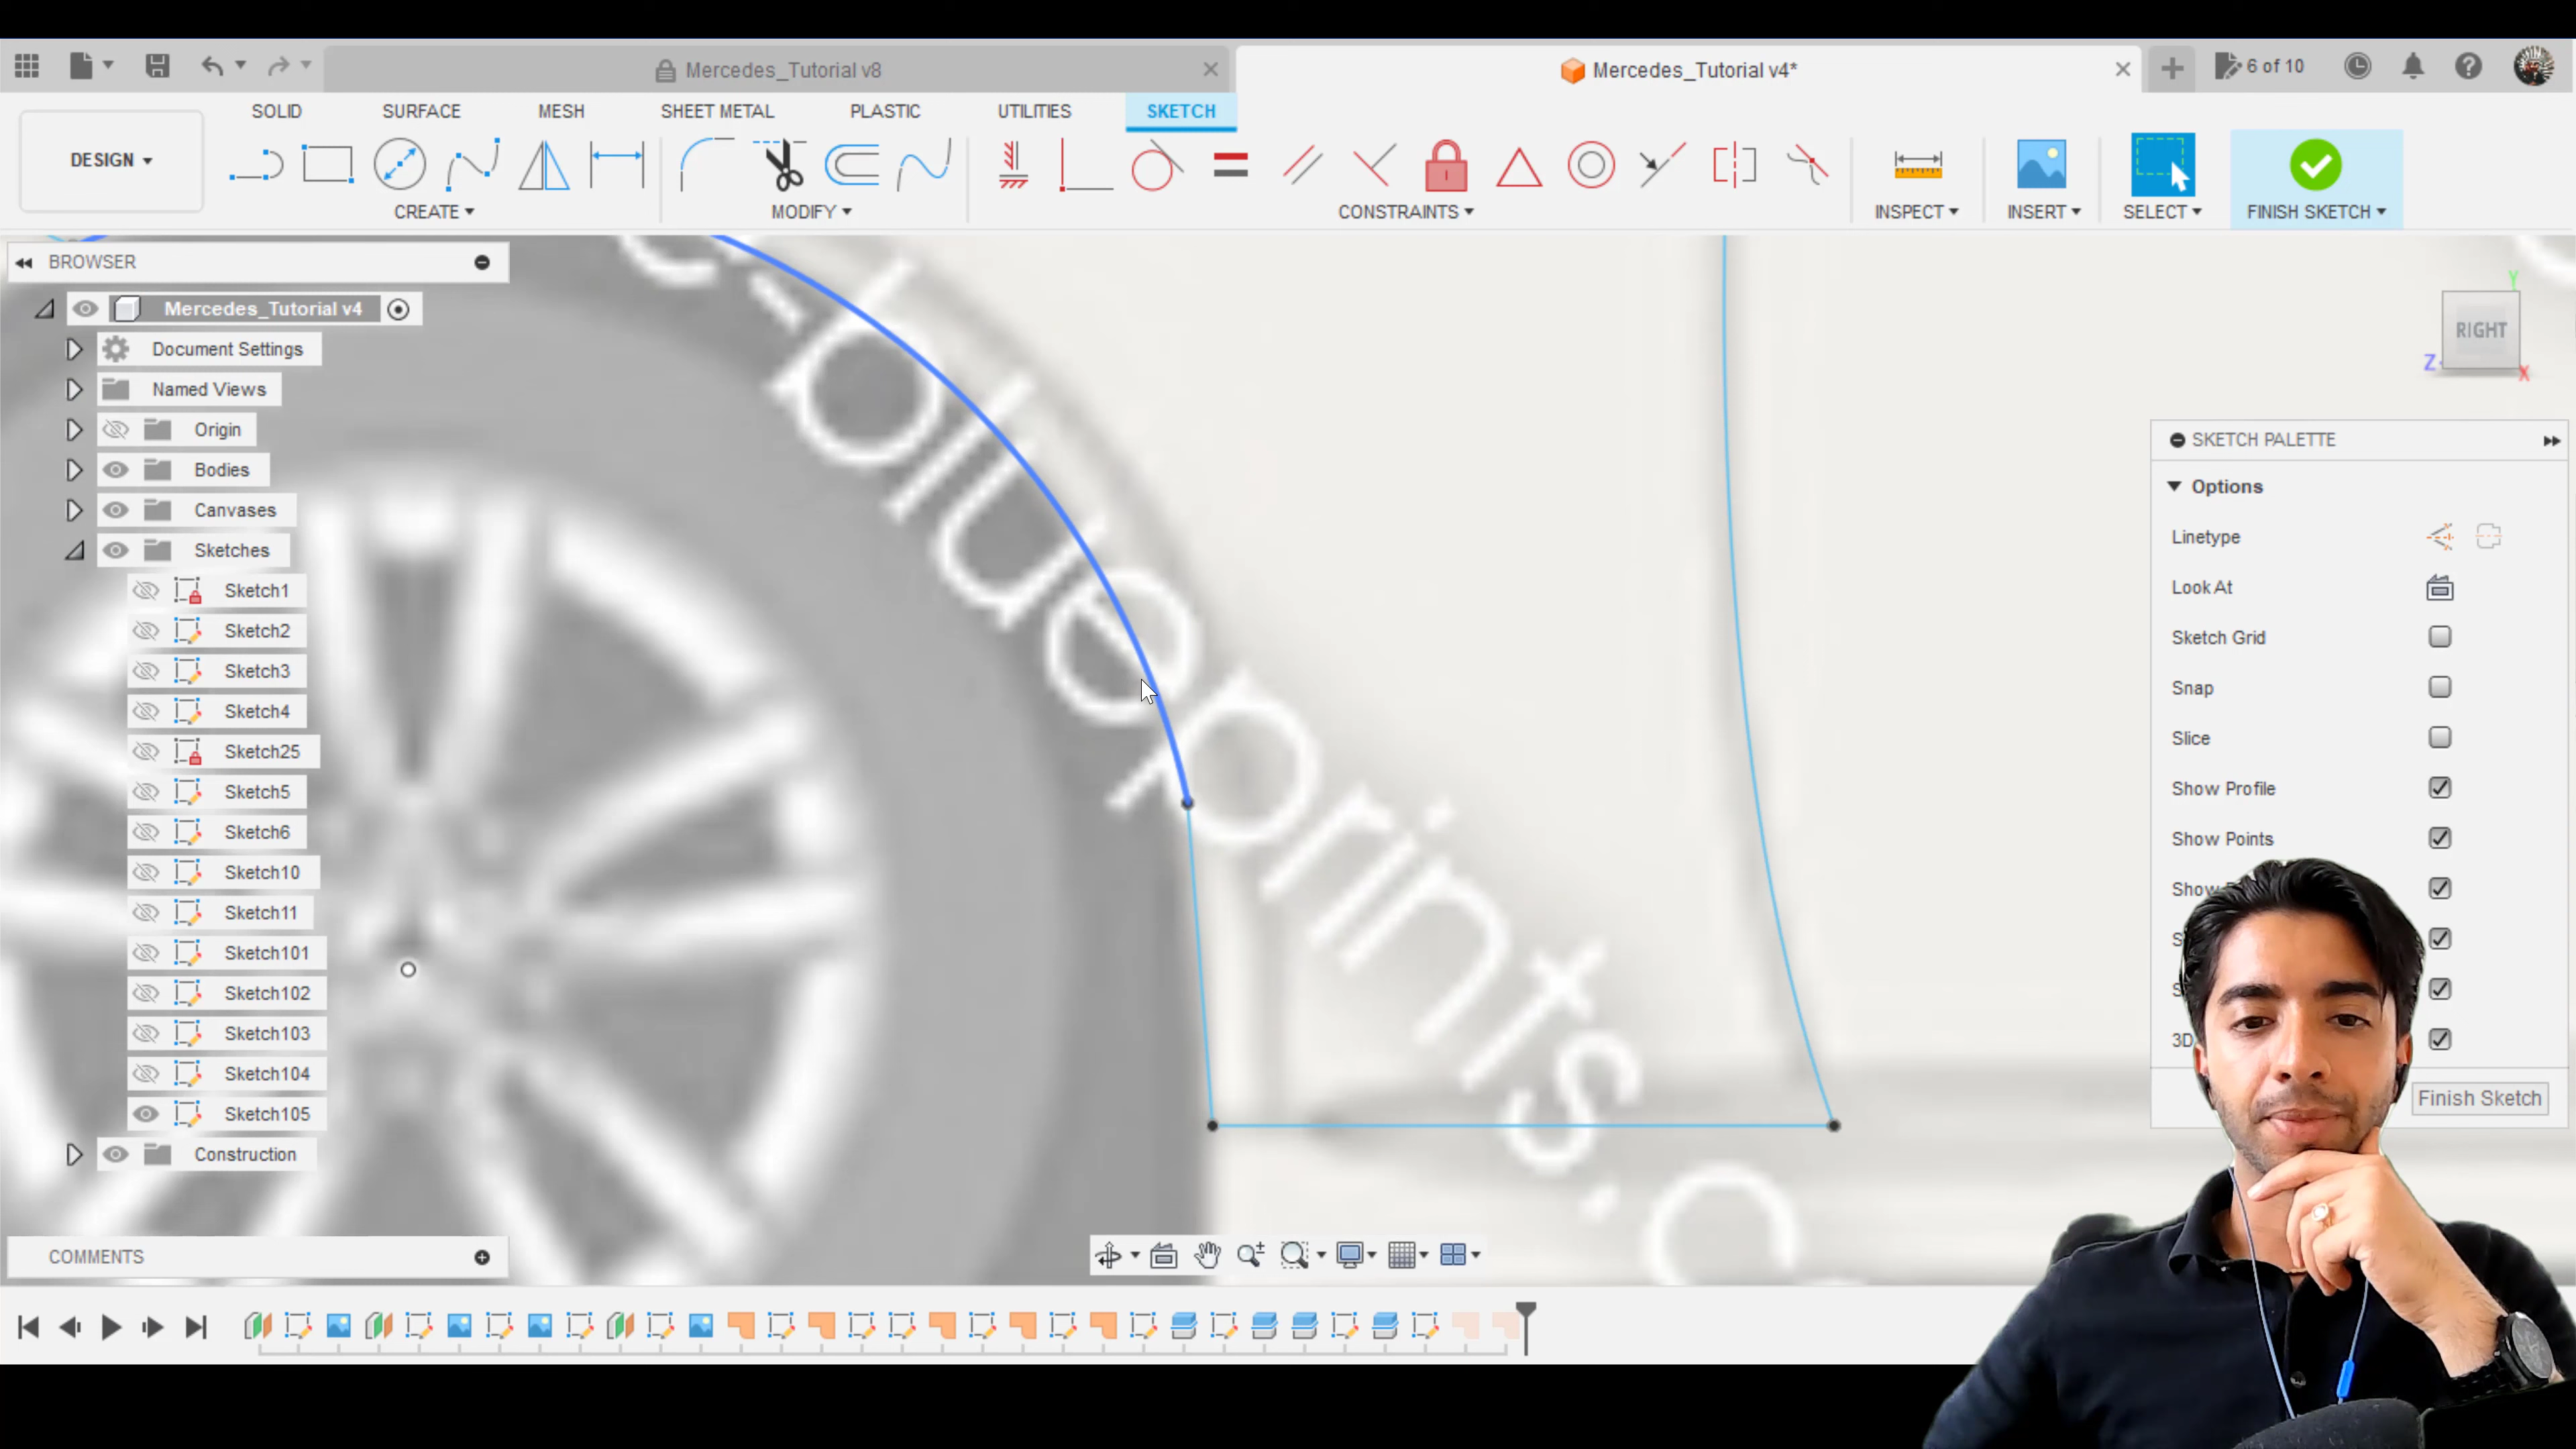 Mercedes_Tutorial v8
Mercedes_Tutorial v4*
6 of 10
DESIGN
SOLID
SURFACE
MESH
SHEET METAL
PLASTIC
UTILITIES
SKETCH
CREATE
MODIFY
CONSTRAINTS
INSPECT
INSERT
SELECT
FINISH SKETCH
BROWSER
Mercedes_Tutorial v4
Document Settings
Named Views
Origin
Bodies
Canvases
Sketches
Sketch1
Sketch2
Sketch3
Sketch4
Sketch25
Sketch5
Sketch6
Sketch10
Sketch11
Sketch101
Sketch102
Sketch103
Sketch104
Sketch105
Construction
COMMENTS
-blueprints.c
Y
RIGHT
Z
X
SKETCH PALETTE
Options
Linetype
Look At
Sketch Grid
Snap
Slice
Show Profile
Show Points
Show
3D
Finish Sketch